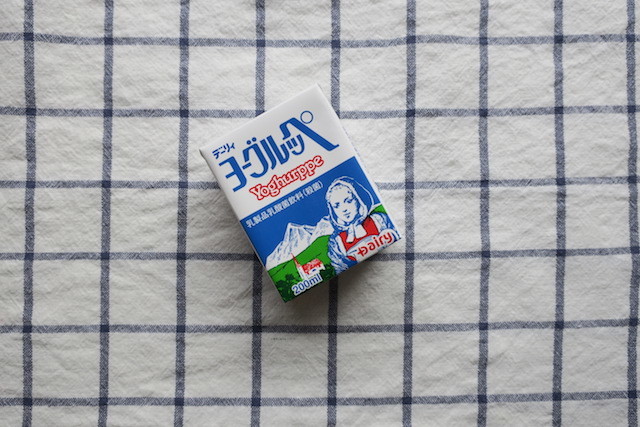 デーリィ
ヨーグルッペ
Yoghurppe
乳製品乳酸菌飲料(殺菌)
Dairy
200ml